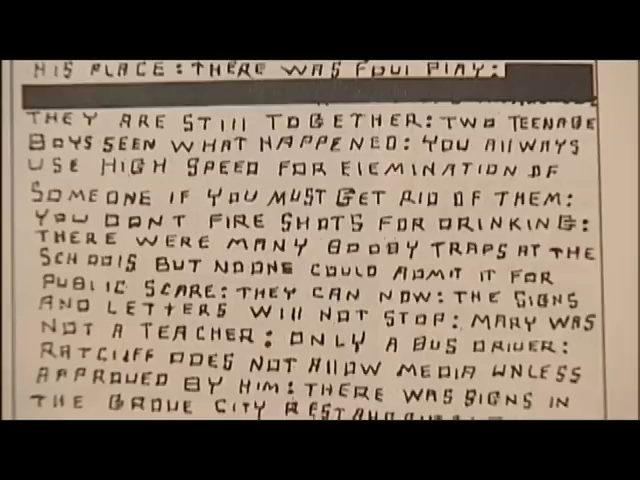 HIS PLACE: THERE WAS FOUL PLAY:
THEY ARE STILL TOGETHER: TWO TEENAGE
BOYS SEEN WHAT HAPPENED: YOU AllWAYS
USE HIGH SPEED FOR ElEMINATION OF
SOMEONE IF YOU MUST GET RID OF THEM:
YOU DONT FIRE SHOTS FOR DRINKING:
THERE WERE MANY BOOBY TRAPS AT THE
SCHOOlS BUT NOONE COULD ADMIT IT FOR
PUBLIC SCARE: THEY CAN NOW: THE SIGNS
AND LETTERS WIll NOT STOP: MARY WAS
NOT A TEACHER: ONLY A BUS DRIVER:
RATCLIFF DOES NOT AllOW MEDIA UNLESS
APPROVED BY HIM: THERE WAS SIGNS IN
THE GROVE CITY